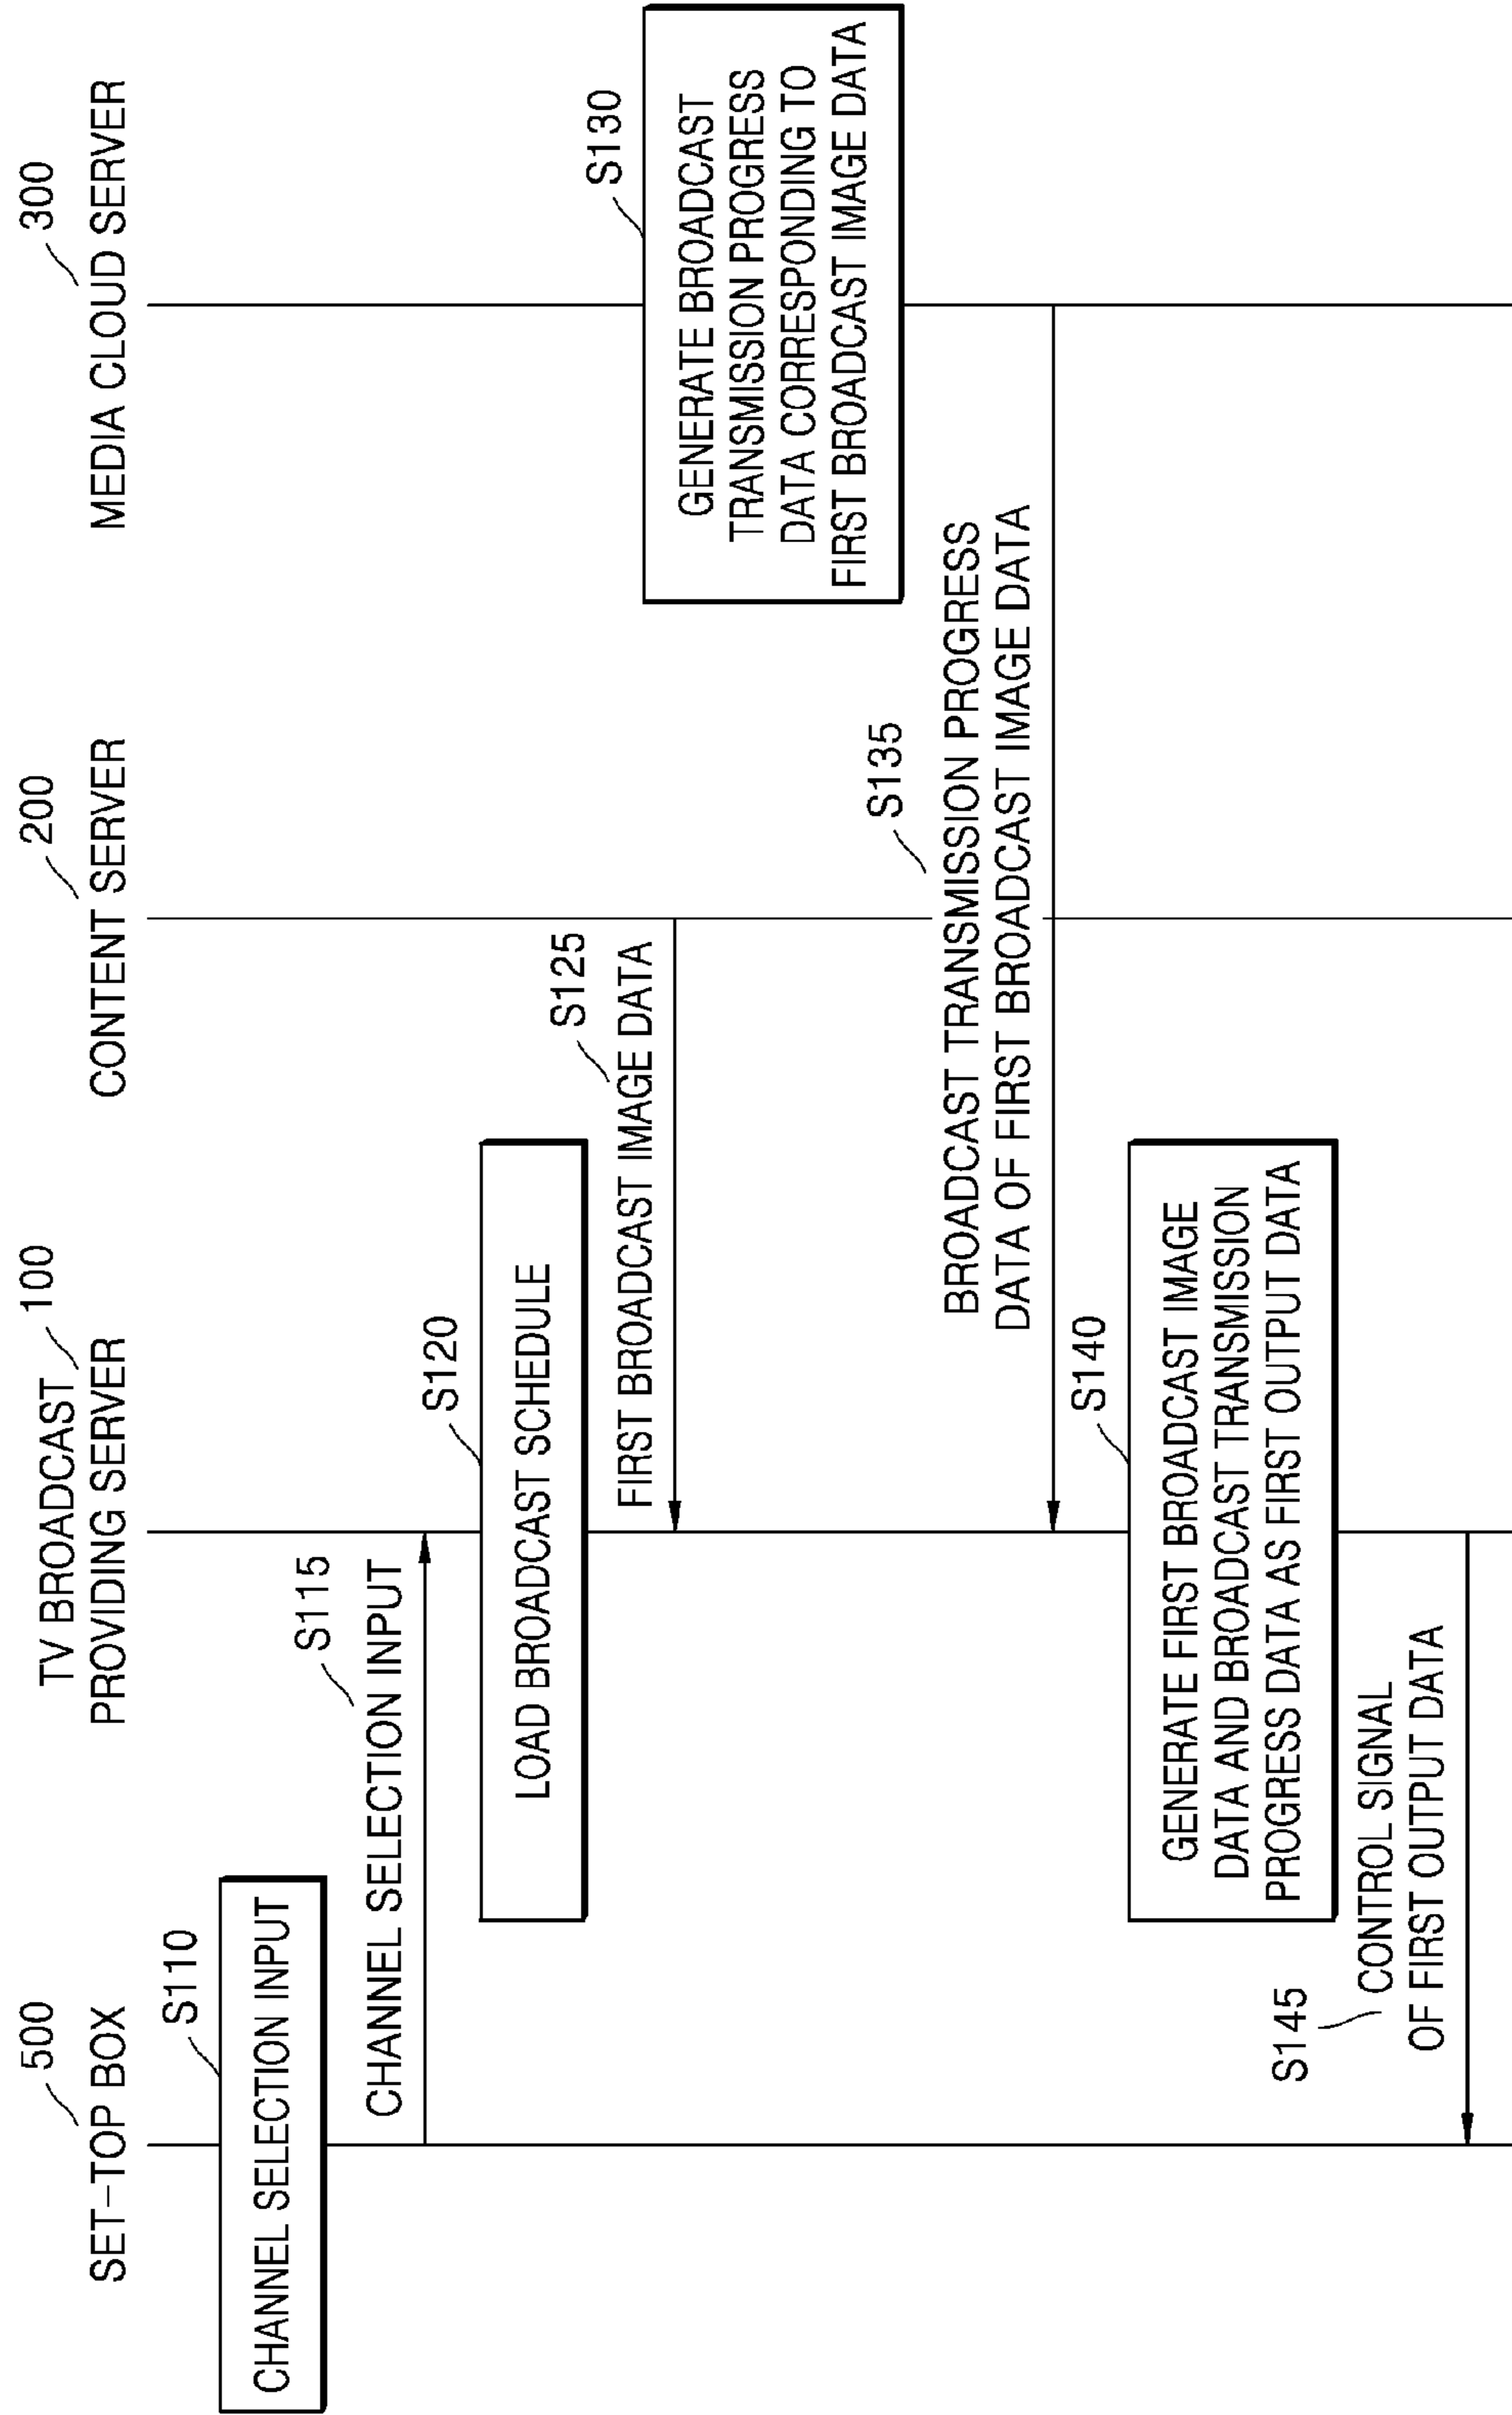 500
SET-TOP BOX
100
TV BROADCAST
PROVIDING SERVER
200
CONTENT SERVER
300
MEDIA CLOUD SERVER
S110
CHANNEL SELECTION INPUT
S115
CHANNEL SELECTION INPUT
S120
LOAD BROADCAST SCHEDULE
S125
FIRST BROADCAST IMAGE DATA
S130
GENERATE BROADCAST
TRANSMISSION PROGRESS
DATA CORRESPONDING TO
FIRST BROADCAST IMAGE DATA
S135
BROADCAST TRANSMISSION PROGRESS
DATA OF FIRST BROADCAST IMAGE DATA
S140
GENERATE FIRST BROADCAST IMAGE
DATA AND BROADCAST TRANSMISSION
PROGRESS DATA AS FIRST OUTPUT DATA
S145
CONTROL SIGNAL
OF FIRST OUTPUT DATA